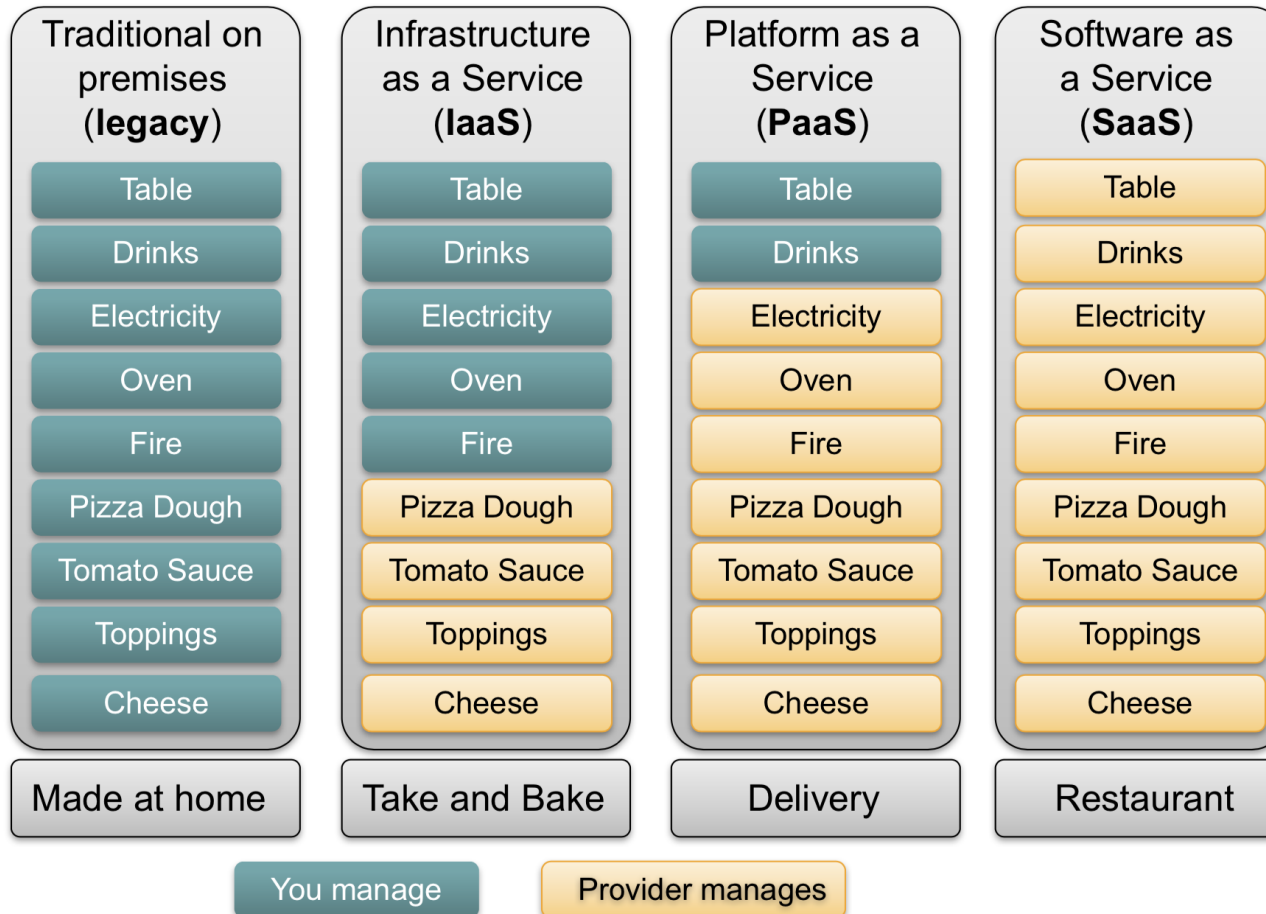 Traditional on
premises
(legacy)
Table
Drinks
Electricity
Oven
Fire
Pizza Dough
Tomato Sauce
Toppings
Cheese
Made at home
Infrastructure
as a Service
(IaaS)
Table
Drinks
Electricity
Oven
Fire
Pizza Dough
Tomato Sauce
Toppings
Cheese
Take and Bake
Platform as a
Service
(PaaS)
Table
Drinks
Electricity
Oven
Fire
Pizza Dough
Tomato Sauce
Toppings
Cheese
Delivery
Software as
a Service
(SaaS)
Table
Drinks
Electricity
Oven
Fire
Pizza Dough
Tomato Sauce
Toppings
Cheese
Restaurant
You manage
Provider manages